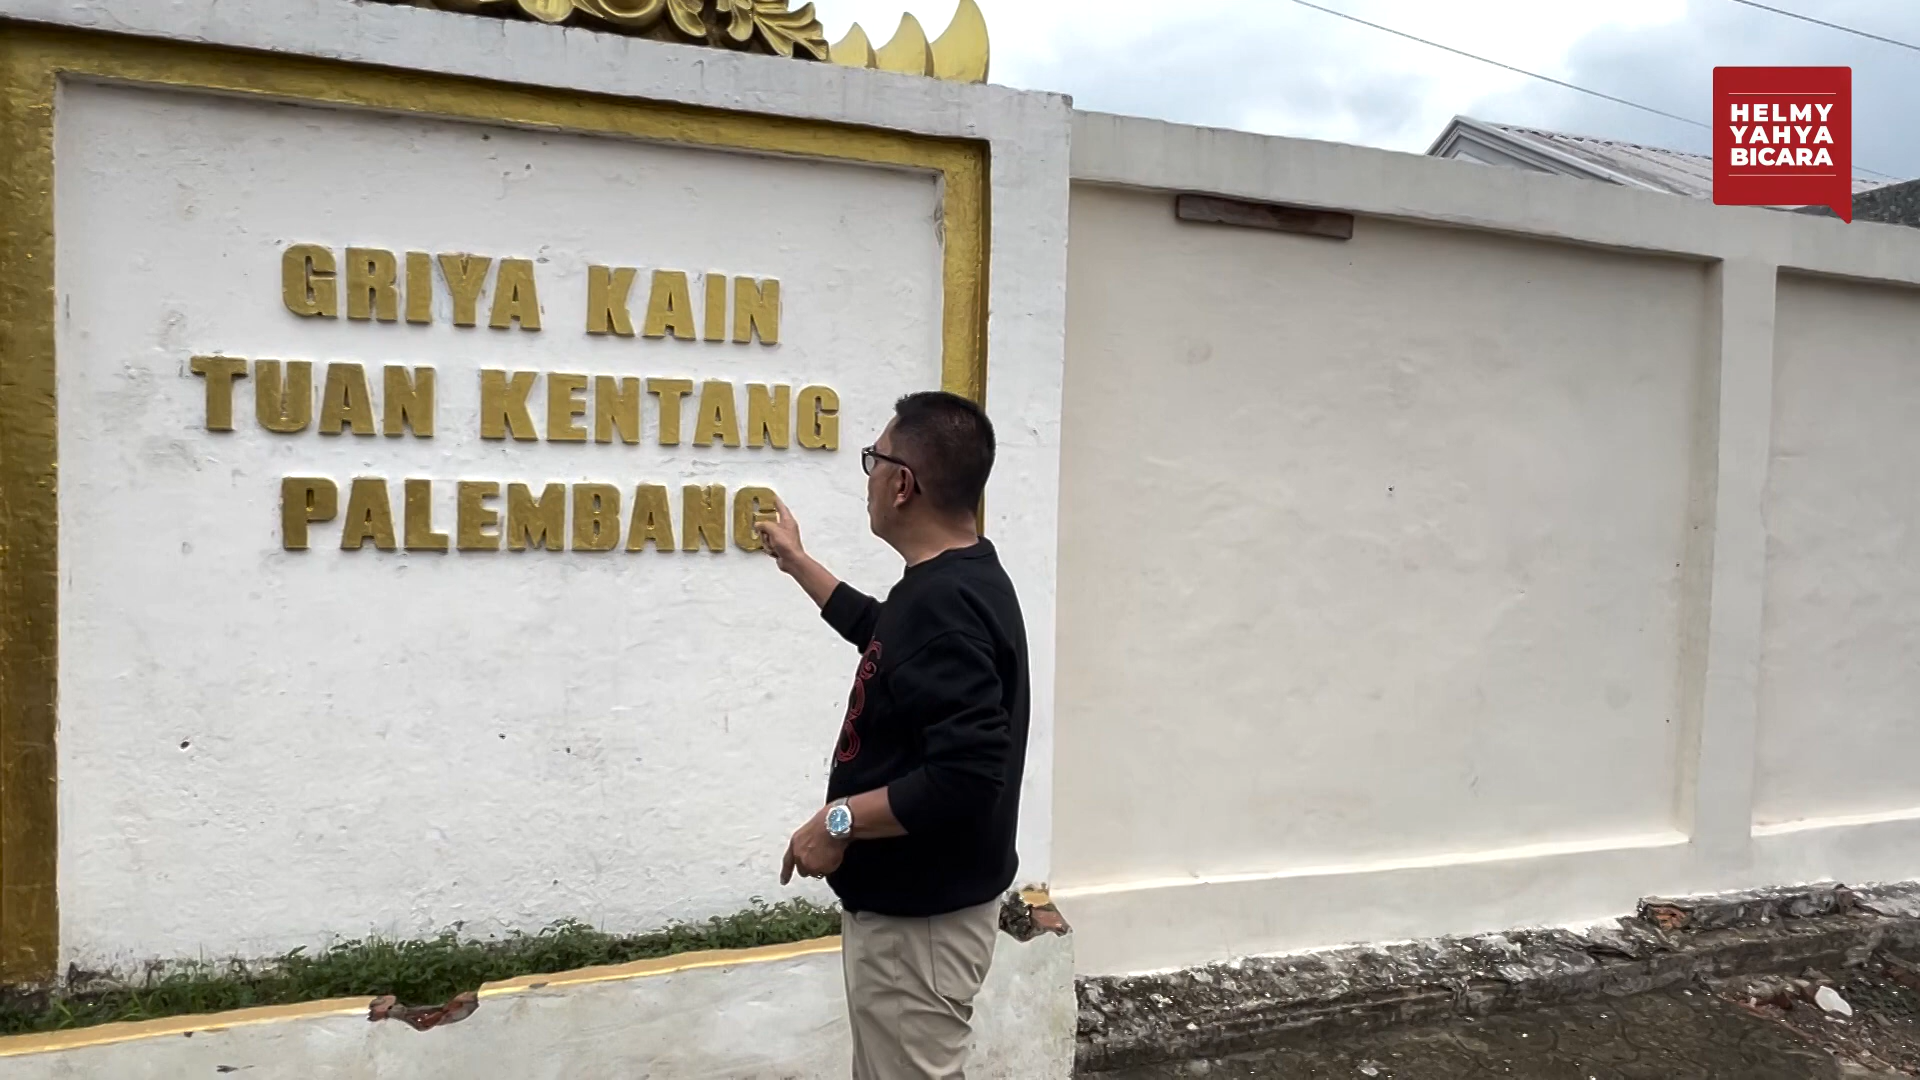 GRIYA KAIN
TUAN KENTANG
PALEMBANG
HELMY
YAHYA
BICARA